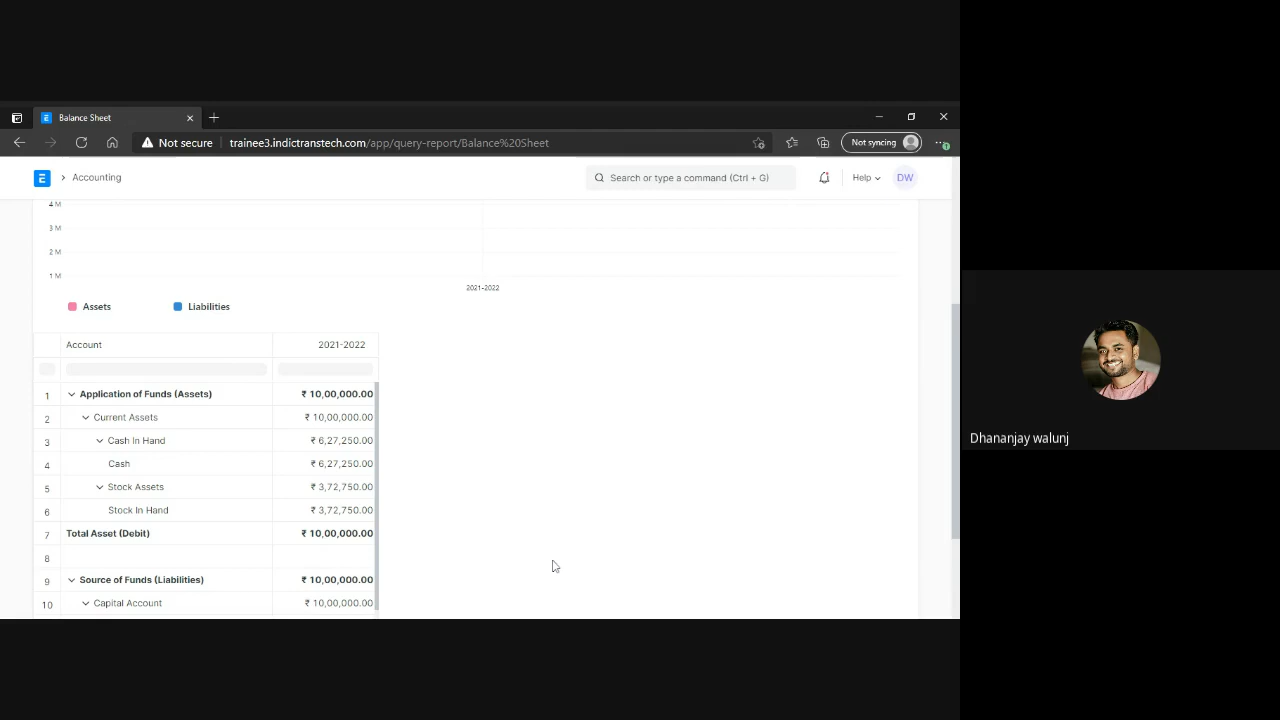 Balance Sheet
Not secure trainee3.indictranstech.com/app/query-report/Balance%20Sheet
Not syncing
E Accounting
Search or type a command (Ctrl + G)
Help
DW
4 M
3 M
2 M
1 M
2021-2022
Assets Liabilities
Account 2021-2022
1 Application of Funds (Assets) ₹ 10,00,000.00
2 Current Assets ₹ 10,00,000.00
3 Cash In Hand ₹ 6,27,250.00
4 Cash ₹ 6,27,250.00
5 Stock Assets ₹ 3,72,750.00
6 Stock In Hand ₹ 3,72,750.00
7 Total Asset (Debit) ₹ 10,00,000.00
8
9 Source of Funds (Liabilities) ₹ 10,00,000.00
10 Capital Account ₹ 10,00,000.00
Dhananjay walunj